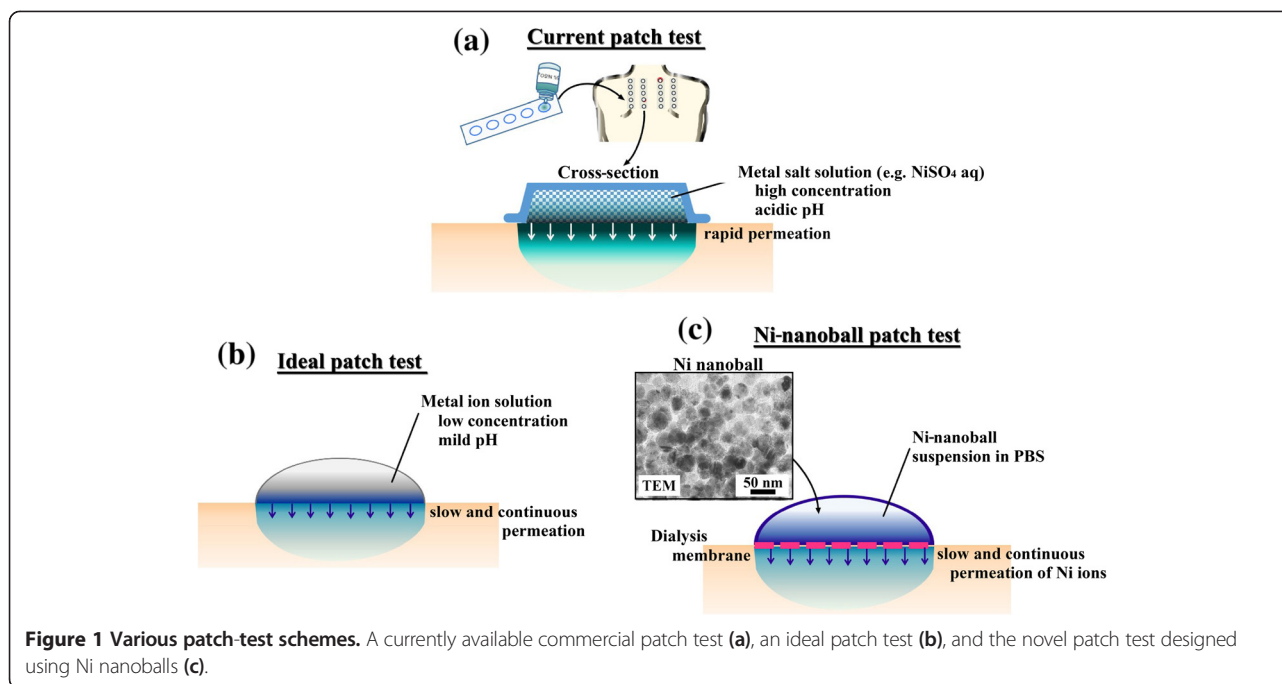 (a) Current patch test
Cross-section
Metal salt solution (e.g. NiSO₄ aq)
high concentration
acidic pH
rapid permeation
(b) Ideal patch test
Metal ion solution
low concentration
mild pH
slow and continuous
permeation
(c) Ni-nanoball patch test
Ni nanoball
TEM
50 nm
Ni-nanoball
suspension in PBS
Dialysis
membrane
slow and continuous
permeation of Ni ions
Figure 1 Various patch-test schemes. A currently available commercial patch test (a), an ideal patch test (b), and the novel patch test designed
using Ni nanoballs (c).